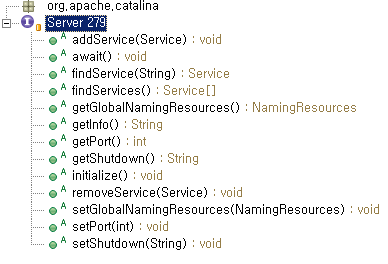 org.apache.catalina
I Server 279
A addService(Service) : void
A await() : void
A findService(String) : Service
A findServices() : Service[]
A getGlobalNamingResources() : NamingResources
A getInfo() : String
A getPort() : int
A getShutdown() : String
A initialize() : void
A removeService(Service) : void
A setGlobalNamingResources(NamingResources) : void
A setPort(int) : void
A setShutdown(String) : void